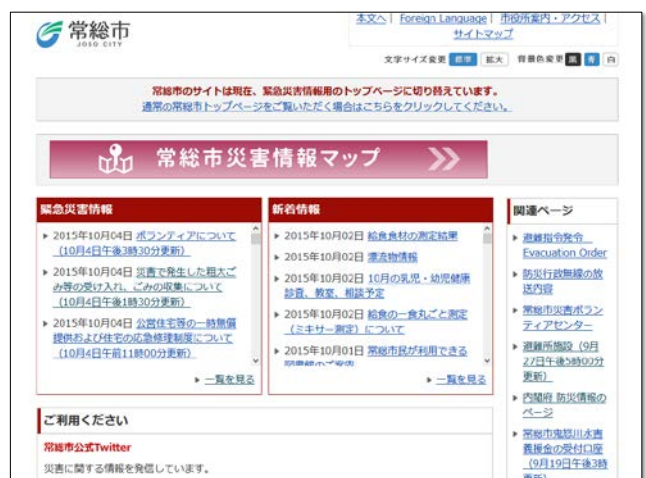 常総市
JOSO CITY
本文へ| Foreign Language| 市役所案内・アクセス|
サイトマップ
文字サイズ変更 標準 拡大 背景色変更 黒 青 白
常総市のサイトは現在、緊急災害情報用のトップページに切り替えています。
通常の常総市トップページをご覧いただく場合はこちらをクリックしてください。
常総市災害情報マップ
緊急災害情報
2015年10月04日 ボランティアについて
(10月4日午後3時30分更新)
2015年10月04日 災害で発生した粗大ご
み等の受け入れ、ごみの収集について
(10月4日午後1時30分更新)
2015年10月04日 公営住宅等の一時無償
提供および住宅の応急修理制度について
(10月4日午前11時00分更新)
一覧を見る
新着情報
2015年10月02日 給食食材の測定結果
2015年10月02日 漂流物情報
2015年10月02日 10月の乳児・幼児健康
診査、教室、相談予定
2015年10月02日 給食の一食丸ごと測定
(ミキサー測定)について
2015年10月01日 常総市民が利用できる
一覧を見る
関連ページ
避難指令発令
Evacuation Order
防災行政無線の放
送内容
常総市災害ボラン
ティアセンター
避難所施設(9月
27日午後5時00分
更新)
内閣府 防災情報の
ページ
常総市鬼怒川水害
義援金の受付口座
(9月19日午後3時
ご利用ください
常総市公式Twitter
災害に関する情報を発信しています。